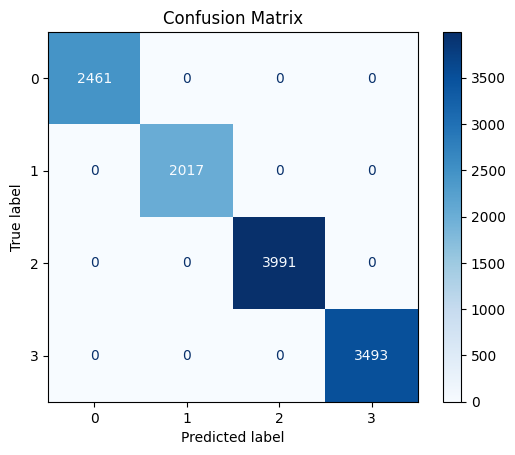 Confusion Matrix
0 2461 0 0 0
1 0 2017 0 0
2 0 0 3991 0
3 0 0 0 3493
0 1 2 3
Predicted label
True label
3500
3000
2500
2000
1500
1000
500
0